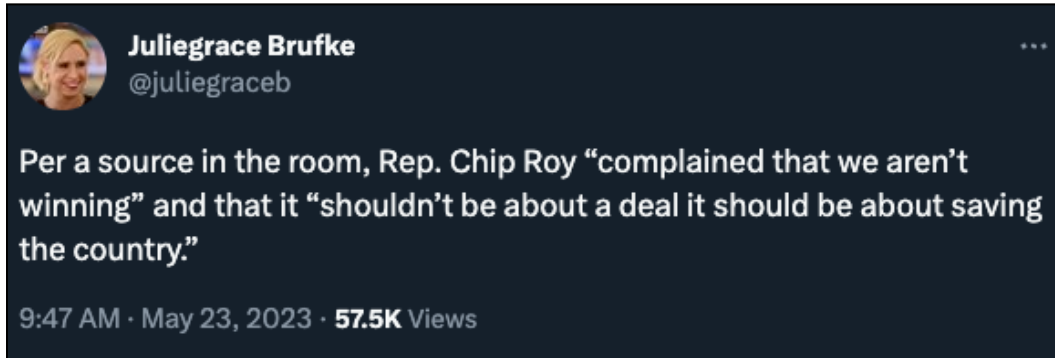 Juliegrace Brufke
@juliegraceb
Per a source in the room, Rep. Chip Roy “complained that we aren’t
winning” and that it “shouldn’t be about a deal it should be about saving
the country.”
9:47 AM · May 23, 2023 · 57.5K Views